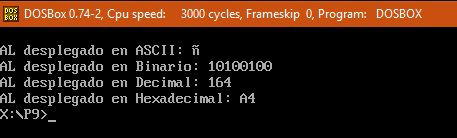 DOSBox 0.74-2, Cpu speed:    3000 cycles, Frameskip  0, Program:   DOSBOX
AL desplegado en ASCII: ñ
AL desplegado en Binario: 10100100
AL desplegado en Decimal: 164
AL desplegado en Hexadecimal: A4
X:\P9>_